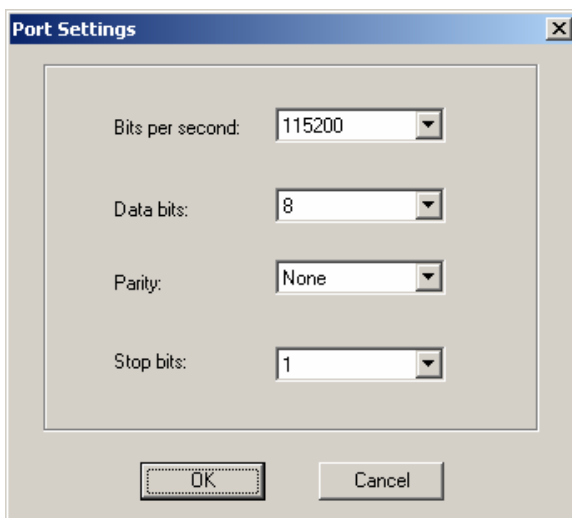 Port Settings
Bits per second: 115200
Data bits: 8
Parity: None
Stop bits: 1
OK Cancel